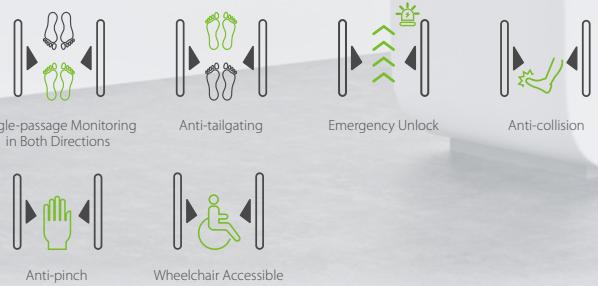 gle-passage Monitoring
in Both Directions
Anti-tailgating
Emergency Unlock
Anti-collision
Anti-pinch
Wheelchair Accessible